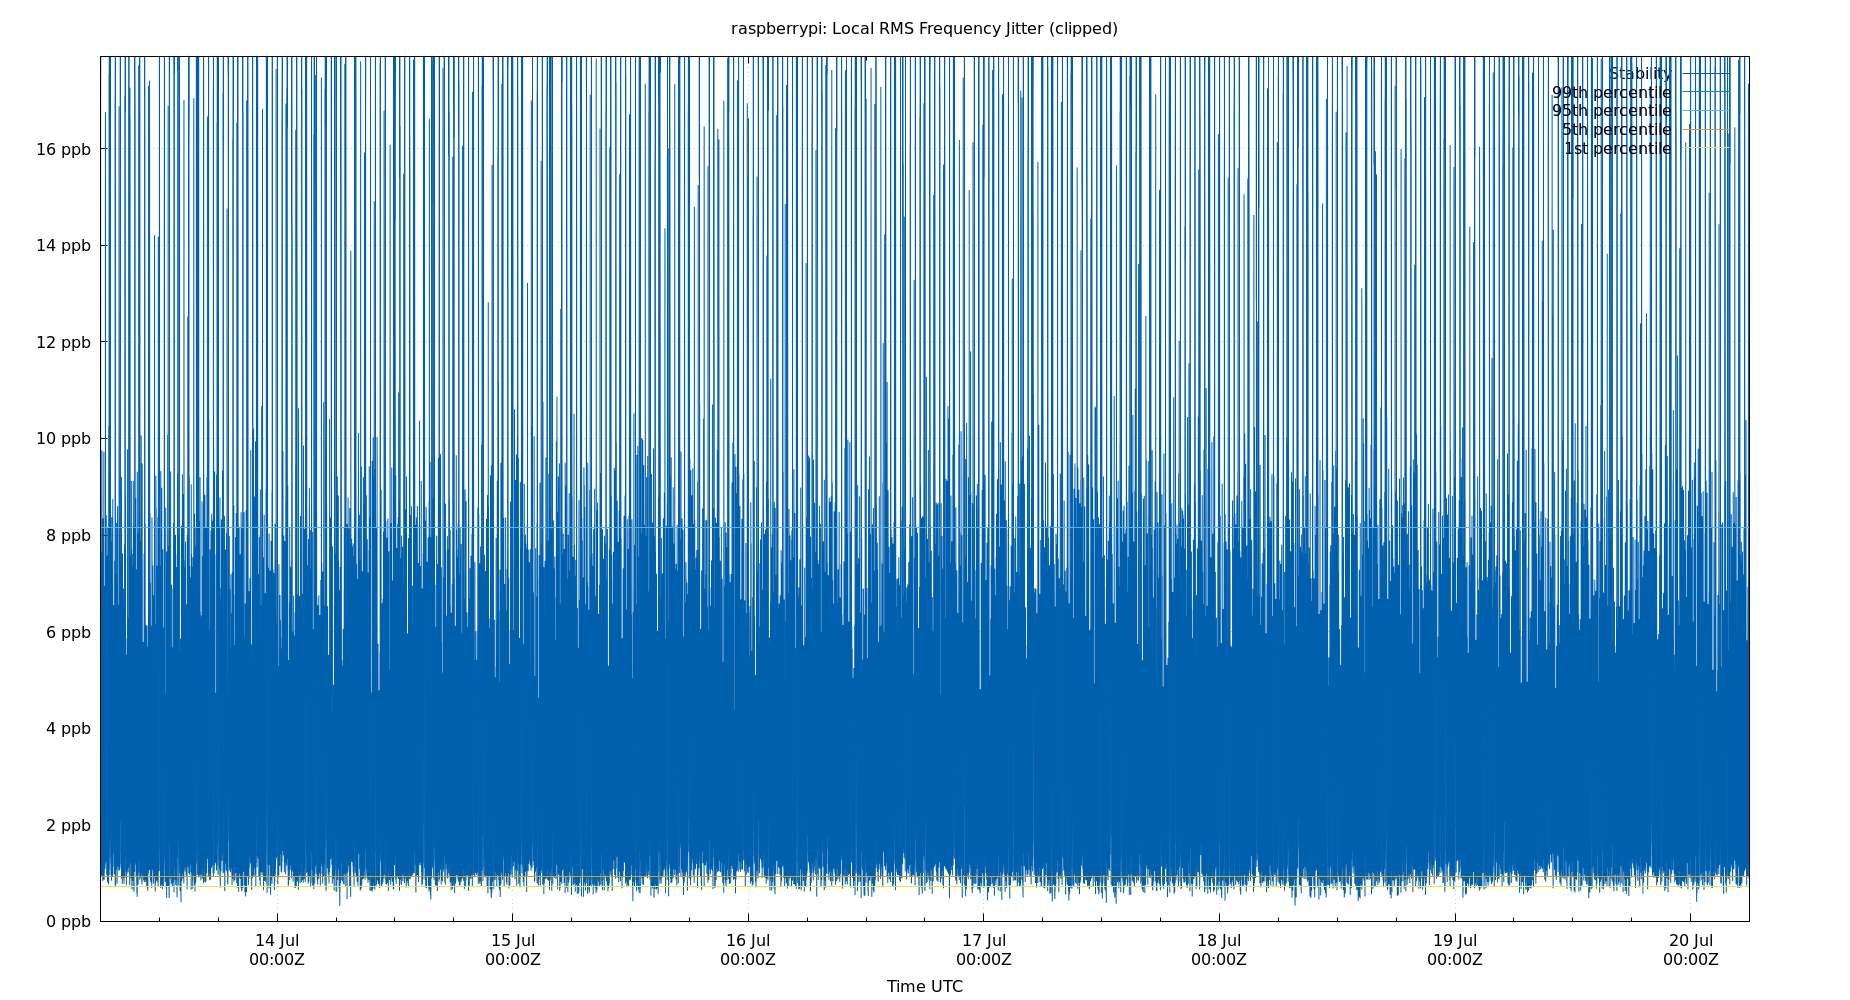 raspberrypi: Local RMS Frequency Jitter (clipped)
Stability
99th percentile
95th percentile
5th percentile
1st percentile
16 ppb
14 ppb
12 ppb
10 ppb
8 ppb
6 ppb
4 ppb
2 ppb
0 ppb
14 Jul 15 Jul 16 Jul 17 Jul 18 Jul 19 Jul 20 Jul
00:00Z 00:00Z 00:00Z 00:00Z 00:00Z 00:00Z 00:00Z
Time UTC